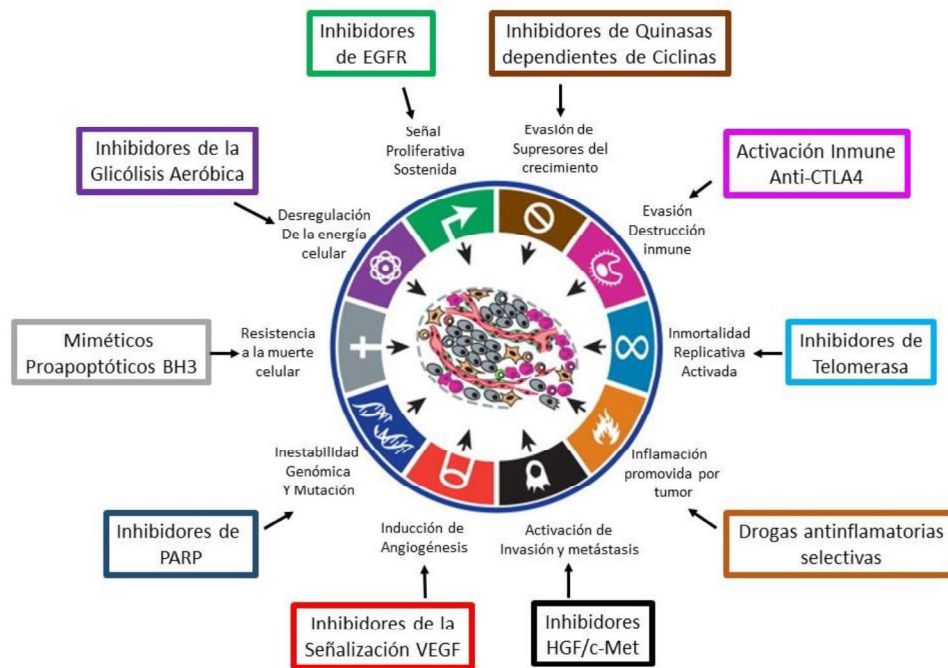 Inhibidores
de EGFR
Inhibidores de Quinasas
dependientes de Ciclinas
Señal
Proliferativa
Sostenida
Evasión de
Supresores del
crecimiento
Inhibidores de la
Glicólisis Aeróbica
Activación Inmune
Anti-CTLA4
Desregulación
De la energía
celular
Evasión
Destrucción
inmune
Miméticos
Proapoptóticos BH3
Resistencia
a la muerte
celular
Inmortalidad
Replicativa
Activada
Inhibidores de
Telomerasa
Inestabilidad
Genómica
Y Mutación
Inflamación
promovida por
tumor
Inhibidores de
PARP
Inducción de
Angiogénesis
Activación de
Invasión y metástasis
Drogas antinflamatorias
selectivas
Inhibidores de la
Señalización VEGF
Inhibidores
HGF/c-Met